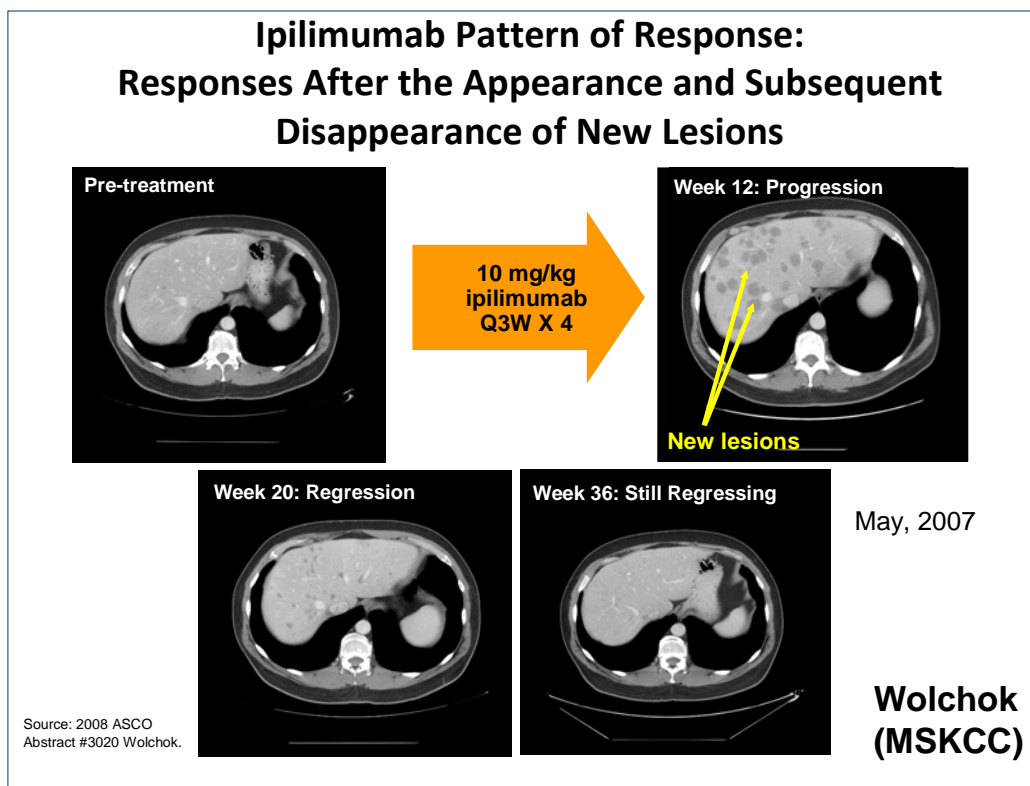 Ipilimumab Pattern of Response:
Responses After the Appearance and Subsequent
Disappearance of New Lesions
Pre-treatment
10 mg/kg
ipilimumab
Q3W X 4
Week 12: Progression
New lesions
Week 20: Regression
Week 36: Still Regressing
May, 2007
Source: 2008 ASCO
Abstract #3020 Wolchok.
Wolchok
(MSKCC)